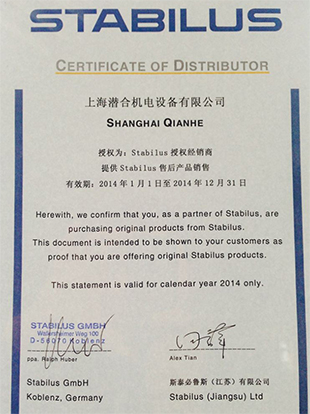 STABILUS
CERTIFICATE OF DISTRIBUTOR
上海潜合机电设备有限公司
SHANGHAI QIANHE
授权为：Stabilus 授权经销商
提供 Stabilus 售后产品销售
有效期：2014 年 1 月 1 日至 2014 年 12 月 31 日
Herewith, we confirm that you, as a partner of Stabilus, are
purchasing original products from Stabilus.
This document is intended to be shown to your customers as
proof that you are offering original Stabilus products.
This statement is valid for calendar year 2014 only.
STABILUS GMBH
Wallersheimer Weg 100
D-56070 Koblenz
ppa. Ralph Huber
Alex Tian
Stabilus GmbH
Koblenz, Germany
斯泰必鲁斯（江苏）有限公司
Stabilus (Jiangsu) Ltd